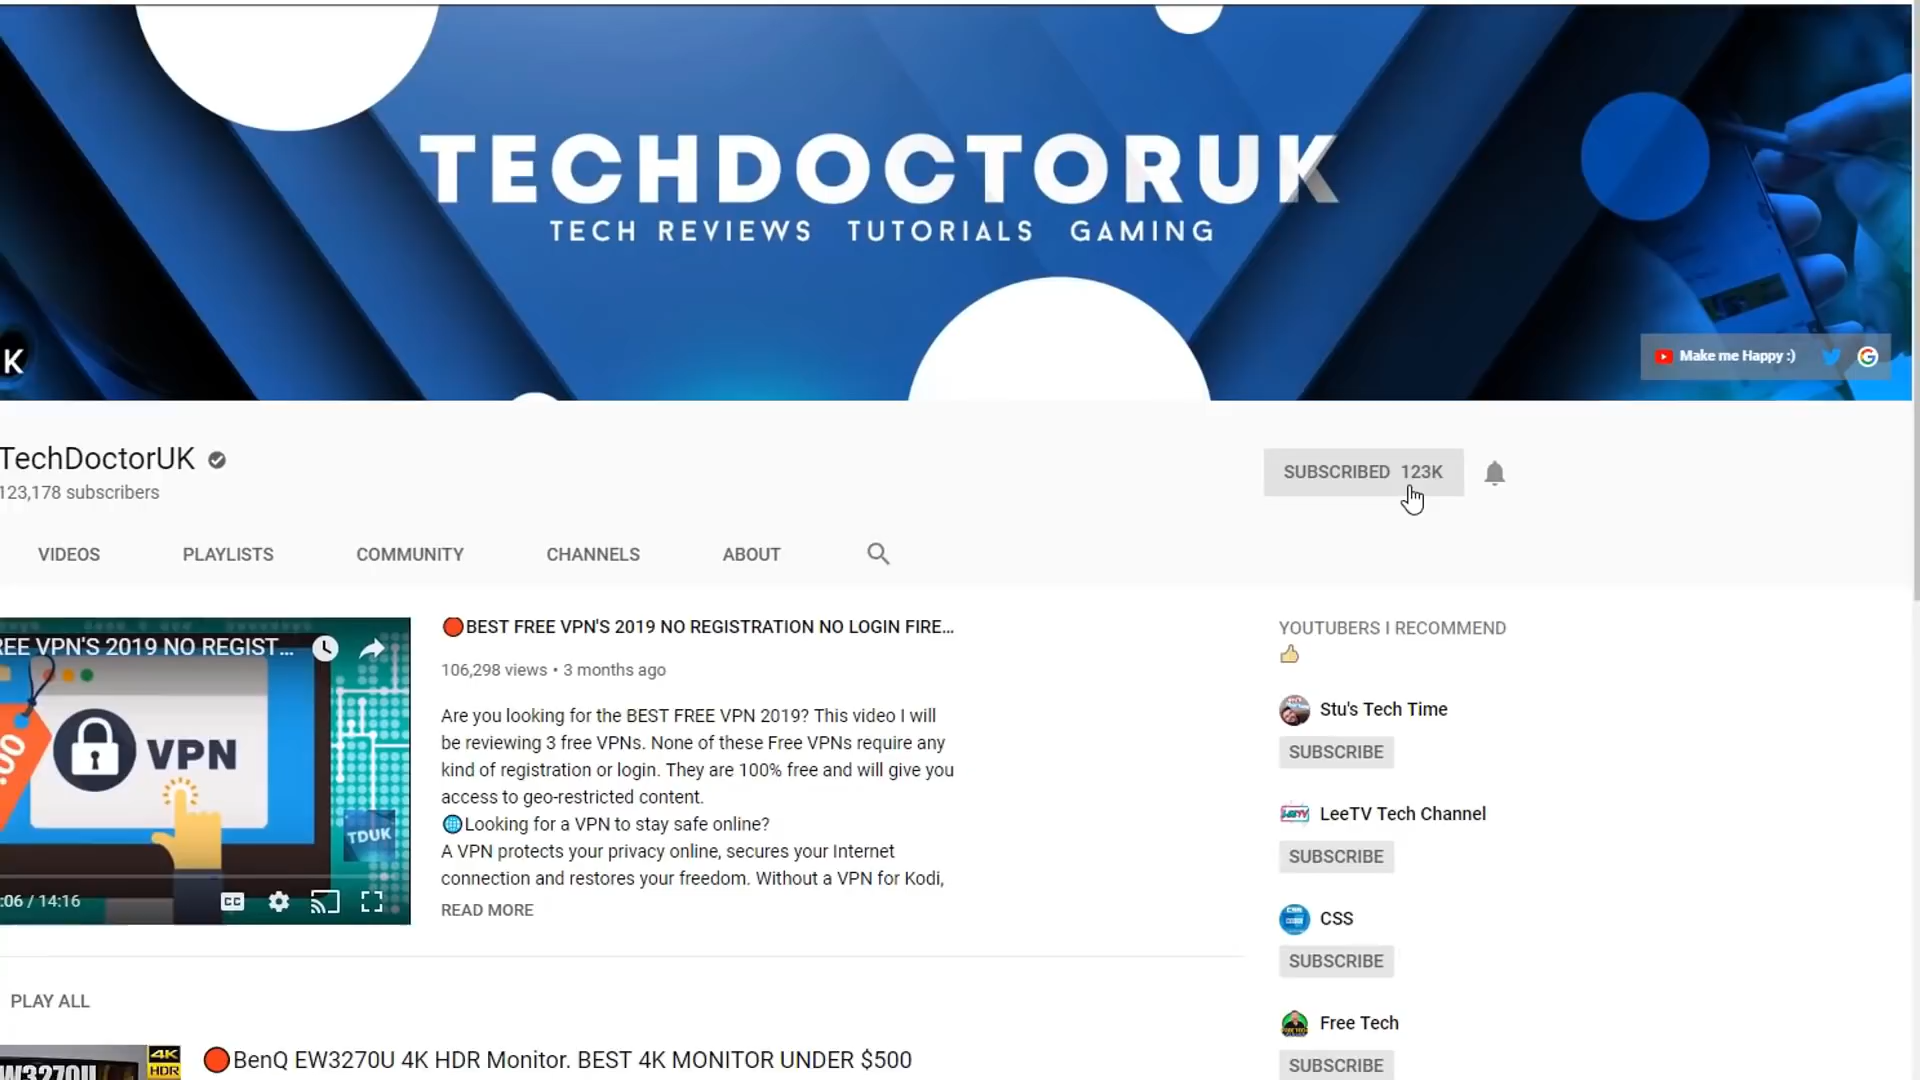 TECHDOCTORUK
TECH REVIEWS TUTORIALS GAMING
K
Make me Happy :)
TechDoctorUK
123,178 subscribers
SUBSCRIBED 123K
VIDEOS PLAYLISTS COMMUNITY CHANNELS ABOUT
REE VPN'S 2019 NO REGIST...
VPN
TDUK
:06 / 14:16
CC
🔴BEST FREE VPN'S 2019 NO REGISTRATION NO LOGIN FIRE...
106,298 views • 3 months ago
Are you looking for the BEST FREE VPN 2019? This video I will
be reviewing 3 free VPNs. None of these Free VPNs require any
kind of registration or login. They are 100% free and will give you
access to geo-restricted content.
🌐Looking for a VPN to stay safe online?
A VPN protects your privacy online, secures your Internet
connection and restores your freedom. Without a VPN for Kodi,
READ MORE
YOUTUBERS I RECOMMEND
👍
Stu's Tech Time
SUBSCRIBE
LeeTV Tech Channel
SUBSCRIBE
CSS
SUBSCRIBE
Free Tech
SUBSCRIBE
PLAY ALL
4K
HDR
🔴BenQ EW3270U 4K HDR Monitor. BEST 4K MONITOR UNDER $500